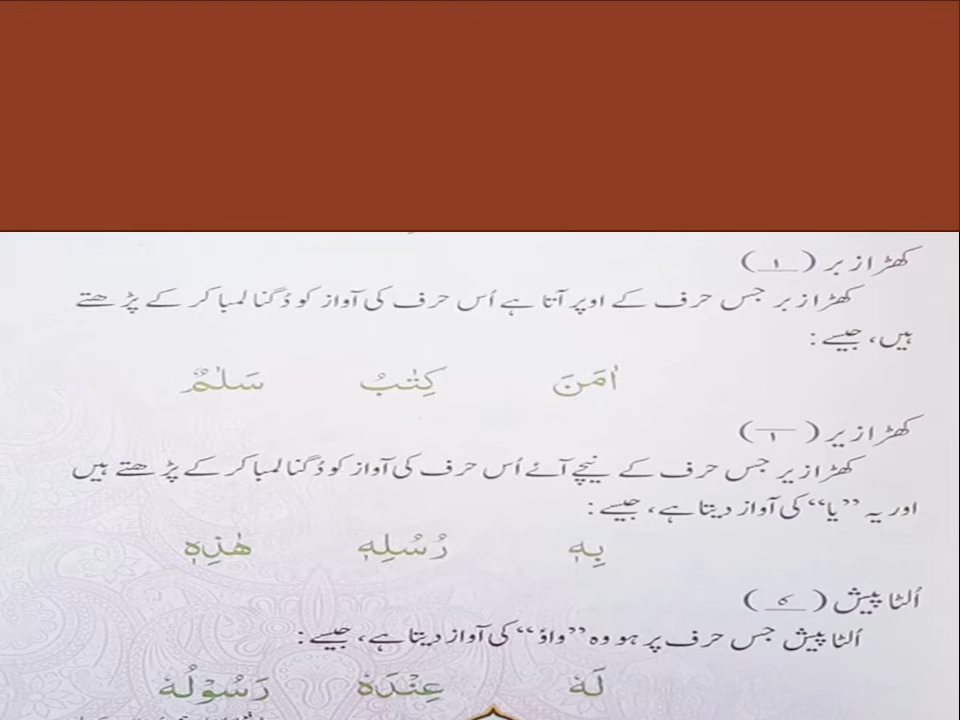 کھڑا زبر (ــٰـ)
کھڑا زبر جس حرف کے اوپر آتا ہے اُس حرف کی آواز کو دُگنا لمبا کر کے پڑھتے
ہیں، جیسے:
اٰمَنَ کِتٰبٌ سَلٰمٌ
کھڑا زیر (ــٖـ)
کھڑا زیر جس حرف کے نیچے آئے اُس حرف کی آواز کو دُگنا لمبا کر کے پڑھتے ہیں
اور یہ ”یا“ کی آواز دیتا ہے، جیسے:
بِہٖ رُسُلِہٖ ھٰذِہٖ
اُلٹا پیش (ــٗـ)
اُلٹا پیش جس حرف پر ہو وہ ”واؤ“ کی آواز دیتا ہے، جیسے:
لَہٗ عِنْدَہٗ رَسُوْلُہٗ